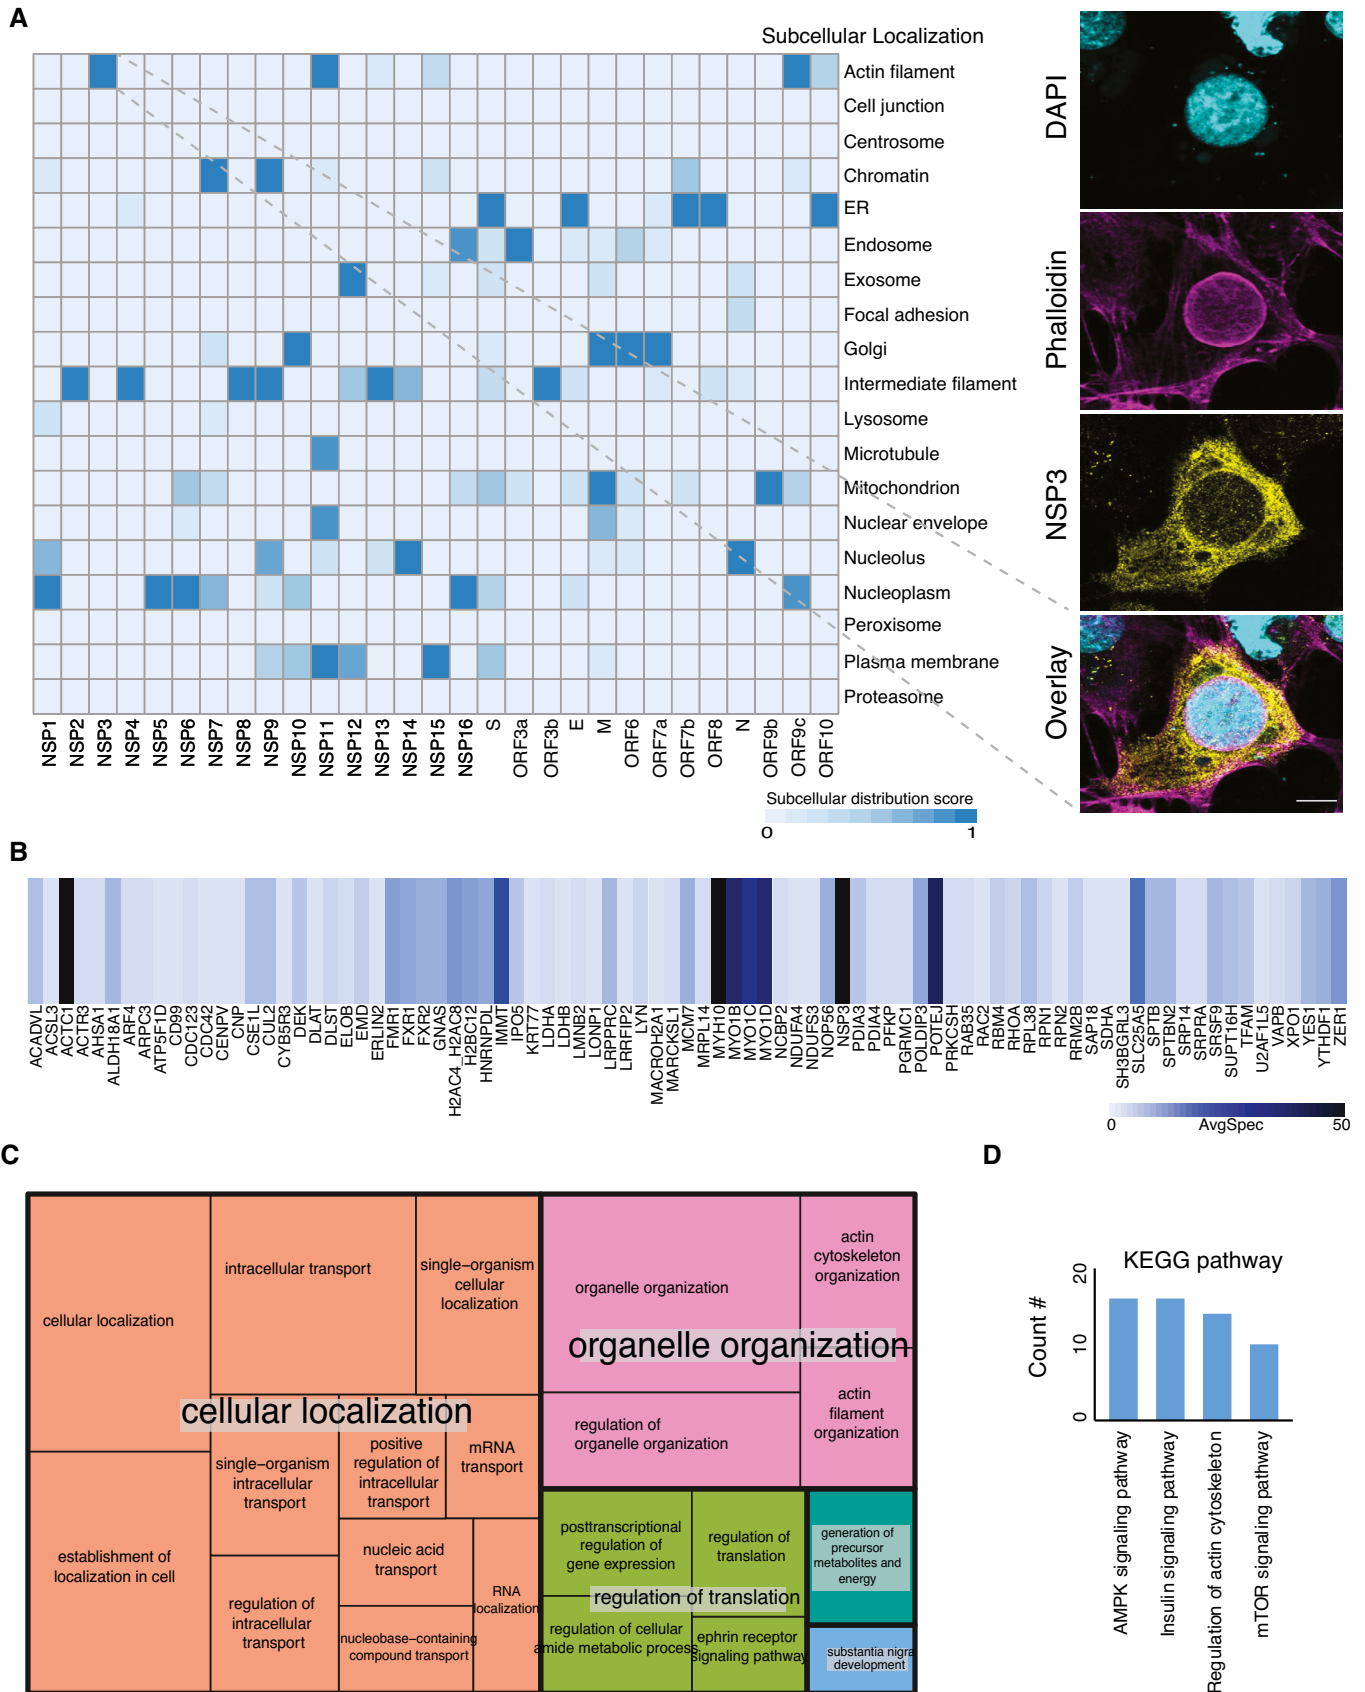 A
Subcellular Localization
Actin filament
Cell junction
Centrosome
Chromatin
ER
Endosome
Exosome
Focal adhesion
Golgi
Intermediate filament
Lysosome
Microtubule
Mitochondrion
Nuclear envelope
Nucleolus
Nucleoplasm
Peroxisome
Plasma membrane
Proteasome
NSP1
NSP2
NSP3
NSP4
NSP5
NSP6
NSP7
NSP8
NSP9
NSP10
NSP11
NSP12
NSP13
NSP14
NSP15
NSP16
S
ORF3a
ORF3b
E
M
ORF6
ORF7a
ORF7b
ORF8
N
ORF9b
ORF9c
ORF10
Subcellular distribution score
0 1
DAPI
Phalloidin
NSP3
Overlay
B
ACADVL
ACSL3
ACTC1
ACTR3
AHSA1
ALDH18A1
ARF4
ARPC3
ATP5F1D
CD99
CDC123
CDC42
CENPV
CNP
CSE1L
CUL2
CYB5R3
DEK
DLAT
DLST
ELOB
EMD
ERLIN2
FMR1
FXR1
FXR2
GNAS
H2AC4_H2AC8
H2BC12
HNRNPDL
IMMT
IPO5
KRT77
LDHA
LDHB
LMNB2
LONP1
LRPPRC
LRRFIP2
LYN
MACROH2A1
MARCKSL1
MCM7
MRPL14
MYH10
MYO1B
MYO1C
MYO1D
NCBP2
NDUFA4
NDUFS3
NOP56
NSP3
PDIA3
PDIA4
PFKP
PGRMC1
POLDIP3
POTEJ
PRKCSH
RAB35
RAC2
RBM4
RHOA
RPL38
RPN1
RPN2
RRM2B
SAP18
SDHA
SH3BGRL3
SLC25A5
SPTB
SPTBN2
SRP14
SRPRA
SRSF9
SUPT16H
TFAM
U2AF1L5
VAPB
XPO1
YES1
YTHDF1
ZER1
0 AvgSpec 50
C
cellular localization
intracellular transport
single−organism
cellular
localization
cellular localization
establishment of
localization in cell
single−organism
intracellular
transport
positive
regulation of
intracellular
transport
mRNA
transport
regulation of
intracellular
transport
nucleic acid
transport
nucleobase−containing
compound transport
RNA
localization
organelle organization
actin
cytoskeleton
organization
organelle organization
regulation of
organelle organization
actin
filament
organization
posttranscriptional
regulation of
gene expression
regulation of
translation
regulation of translation
regulation of cellular
amide metabolic process
ephrin receptor
signaling pathway
generation of
precursor
metabolites and
energy
substantia nigra
development
D
KEGG pathway
Count #
20
10
0
AMPK signaling pathway
Insulin signaling pathway
Regulation of actin cytoskeleton
mTOR signaling pathway